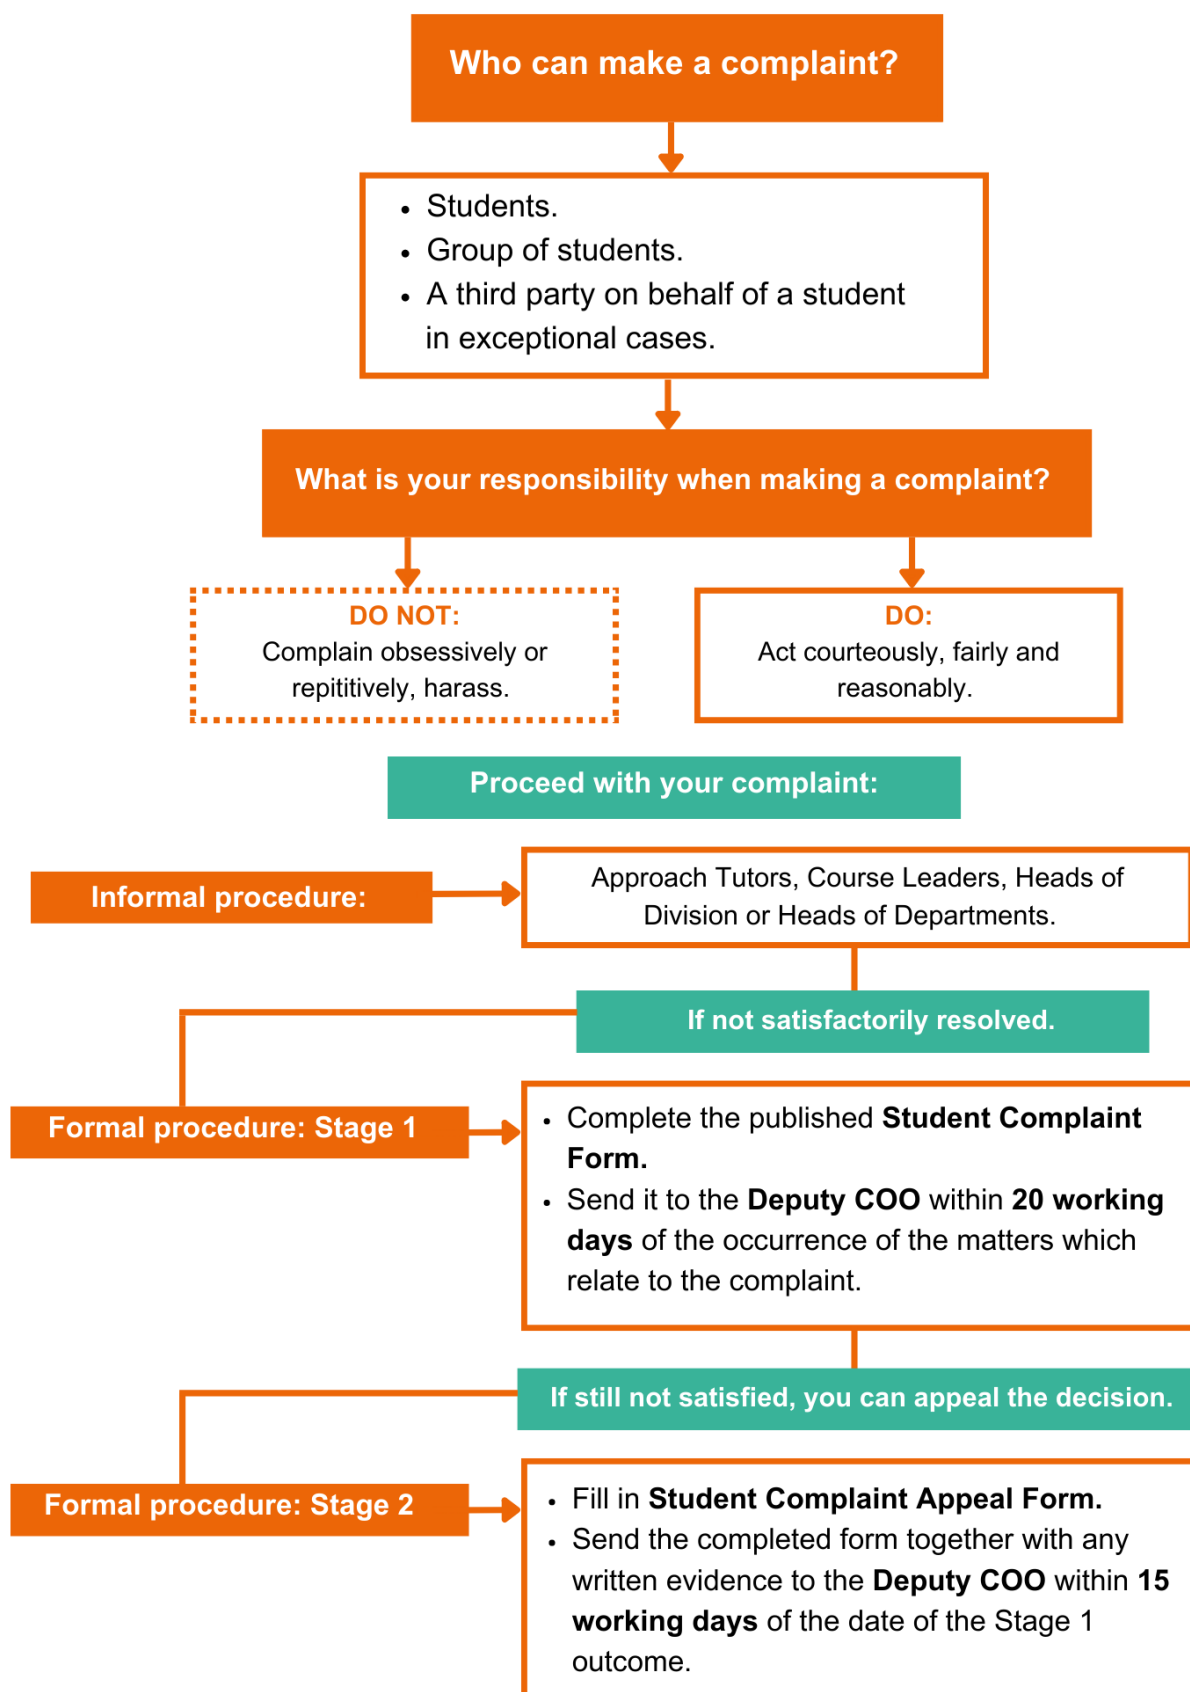 Who can make a complaint?
• Students.
• Group of students.
• A third party on behalf of a student
in exceptional cases.
What is your responsibility when making a complaint?
DO NOT:
Complain obsessively or
repititively, harass.
DO:
Act courteously, fairly and
reasonably.
Proceed with your complaint:
Informal procedure:
Approach Tutors, Course Leaders, Heads of
Division or Heads of Departments.
If not satisfactorily resolved.
Formal procedure: Stage 1
• Complete the published Student Complaint
Form.
• Send it to the Deputy COO within 20 working
days of the occurrence of the matters which
relate to the complaint.
If still not satisfied, you can appeal the decision.
Formal procedure: Stage 2
• Fill in Student Complaint Appeal Form.
• Send the completed form together with any
written evidence to the Deputy COO within 15
working days of the date of the Stage 1
outcome.